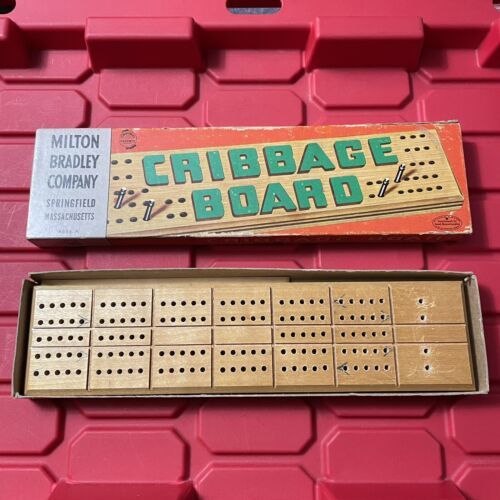 MILTON
BRADLEY
COMPANY
SPRINGFIELD
MASSACHUSETTS
CRIBBAGE
BOARD